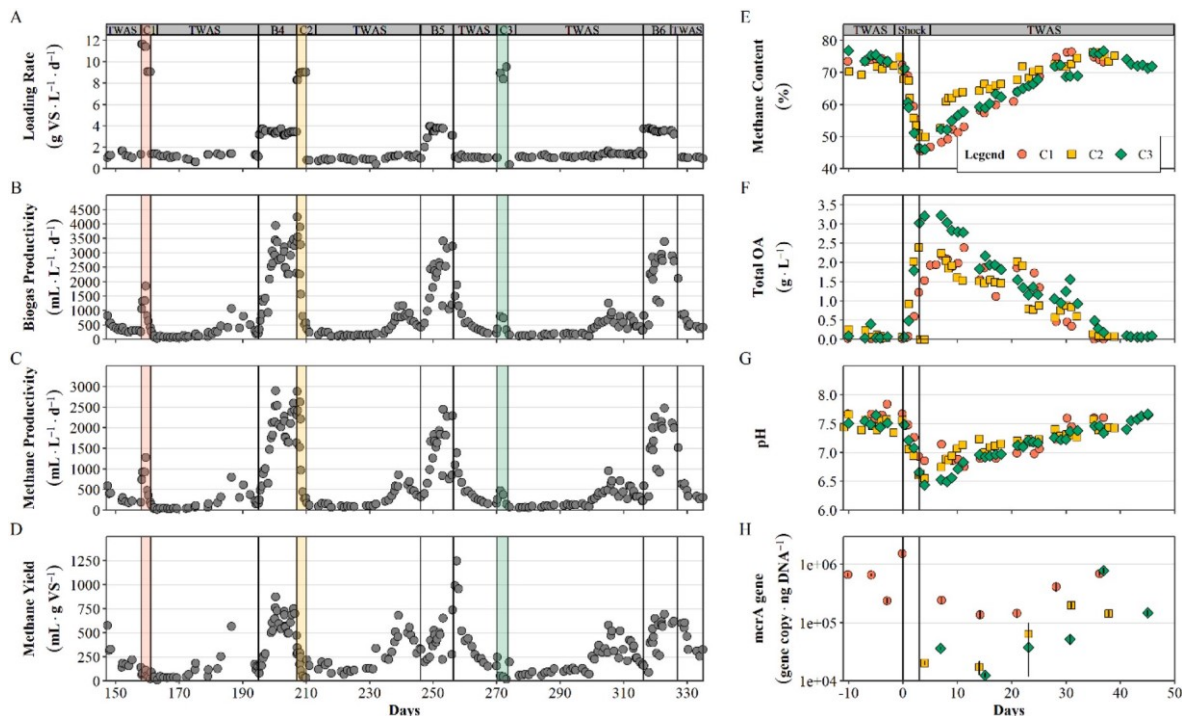 A
TWAS C1 TWAS B4 C2 TWAS B5 TWAS C3 TWAS B6 TWAS
Loading Rate
(g VS · L⁻¹ · d⁻¹)
12
10
8
6
4
2
0
B
Biogas Productivity
(mL · L⁻¹ · d⁻¹)
4500
4000
3500
3000
2500
2000
1500
1000
500
0
C
Methane Productivity
(mL · L⁻¹ · d⁻¹)
3000
2500
2000
1500
1000
500
0
D
Methane Yield
(mL · g VS⁻¹)
1250
1000
750
500
250
0
150 170 190 210 230 250 270 290 310 330
Days
E
TWAS Shock TWAS
Methane Content
(%)
80
70
60
50
40
Legend C1 C2 C3
F
Total OA
(g · L⁻¹)
3.5
3.0
2.5
2.0
1.5
1.0
0.5
0.0
G
pH
8.0
7.5
7.0
6.5
6.0
H
mcrA gene
(gene copy · ng DNA⁻¹)
1e+06
1e+05
1e+04
-10 0 10 20 30 40 50
Days